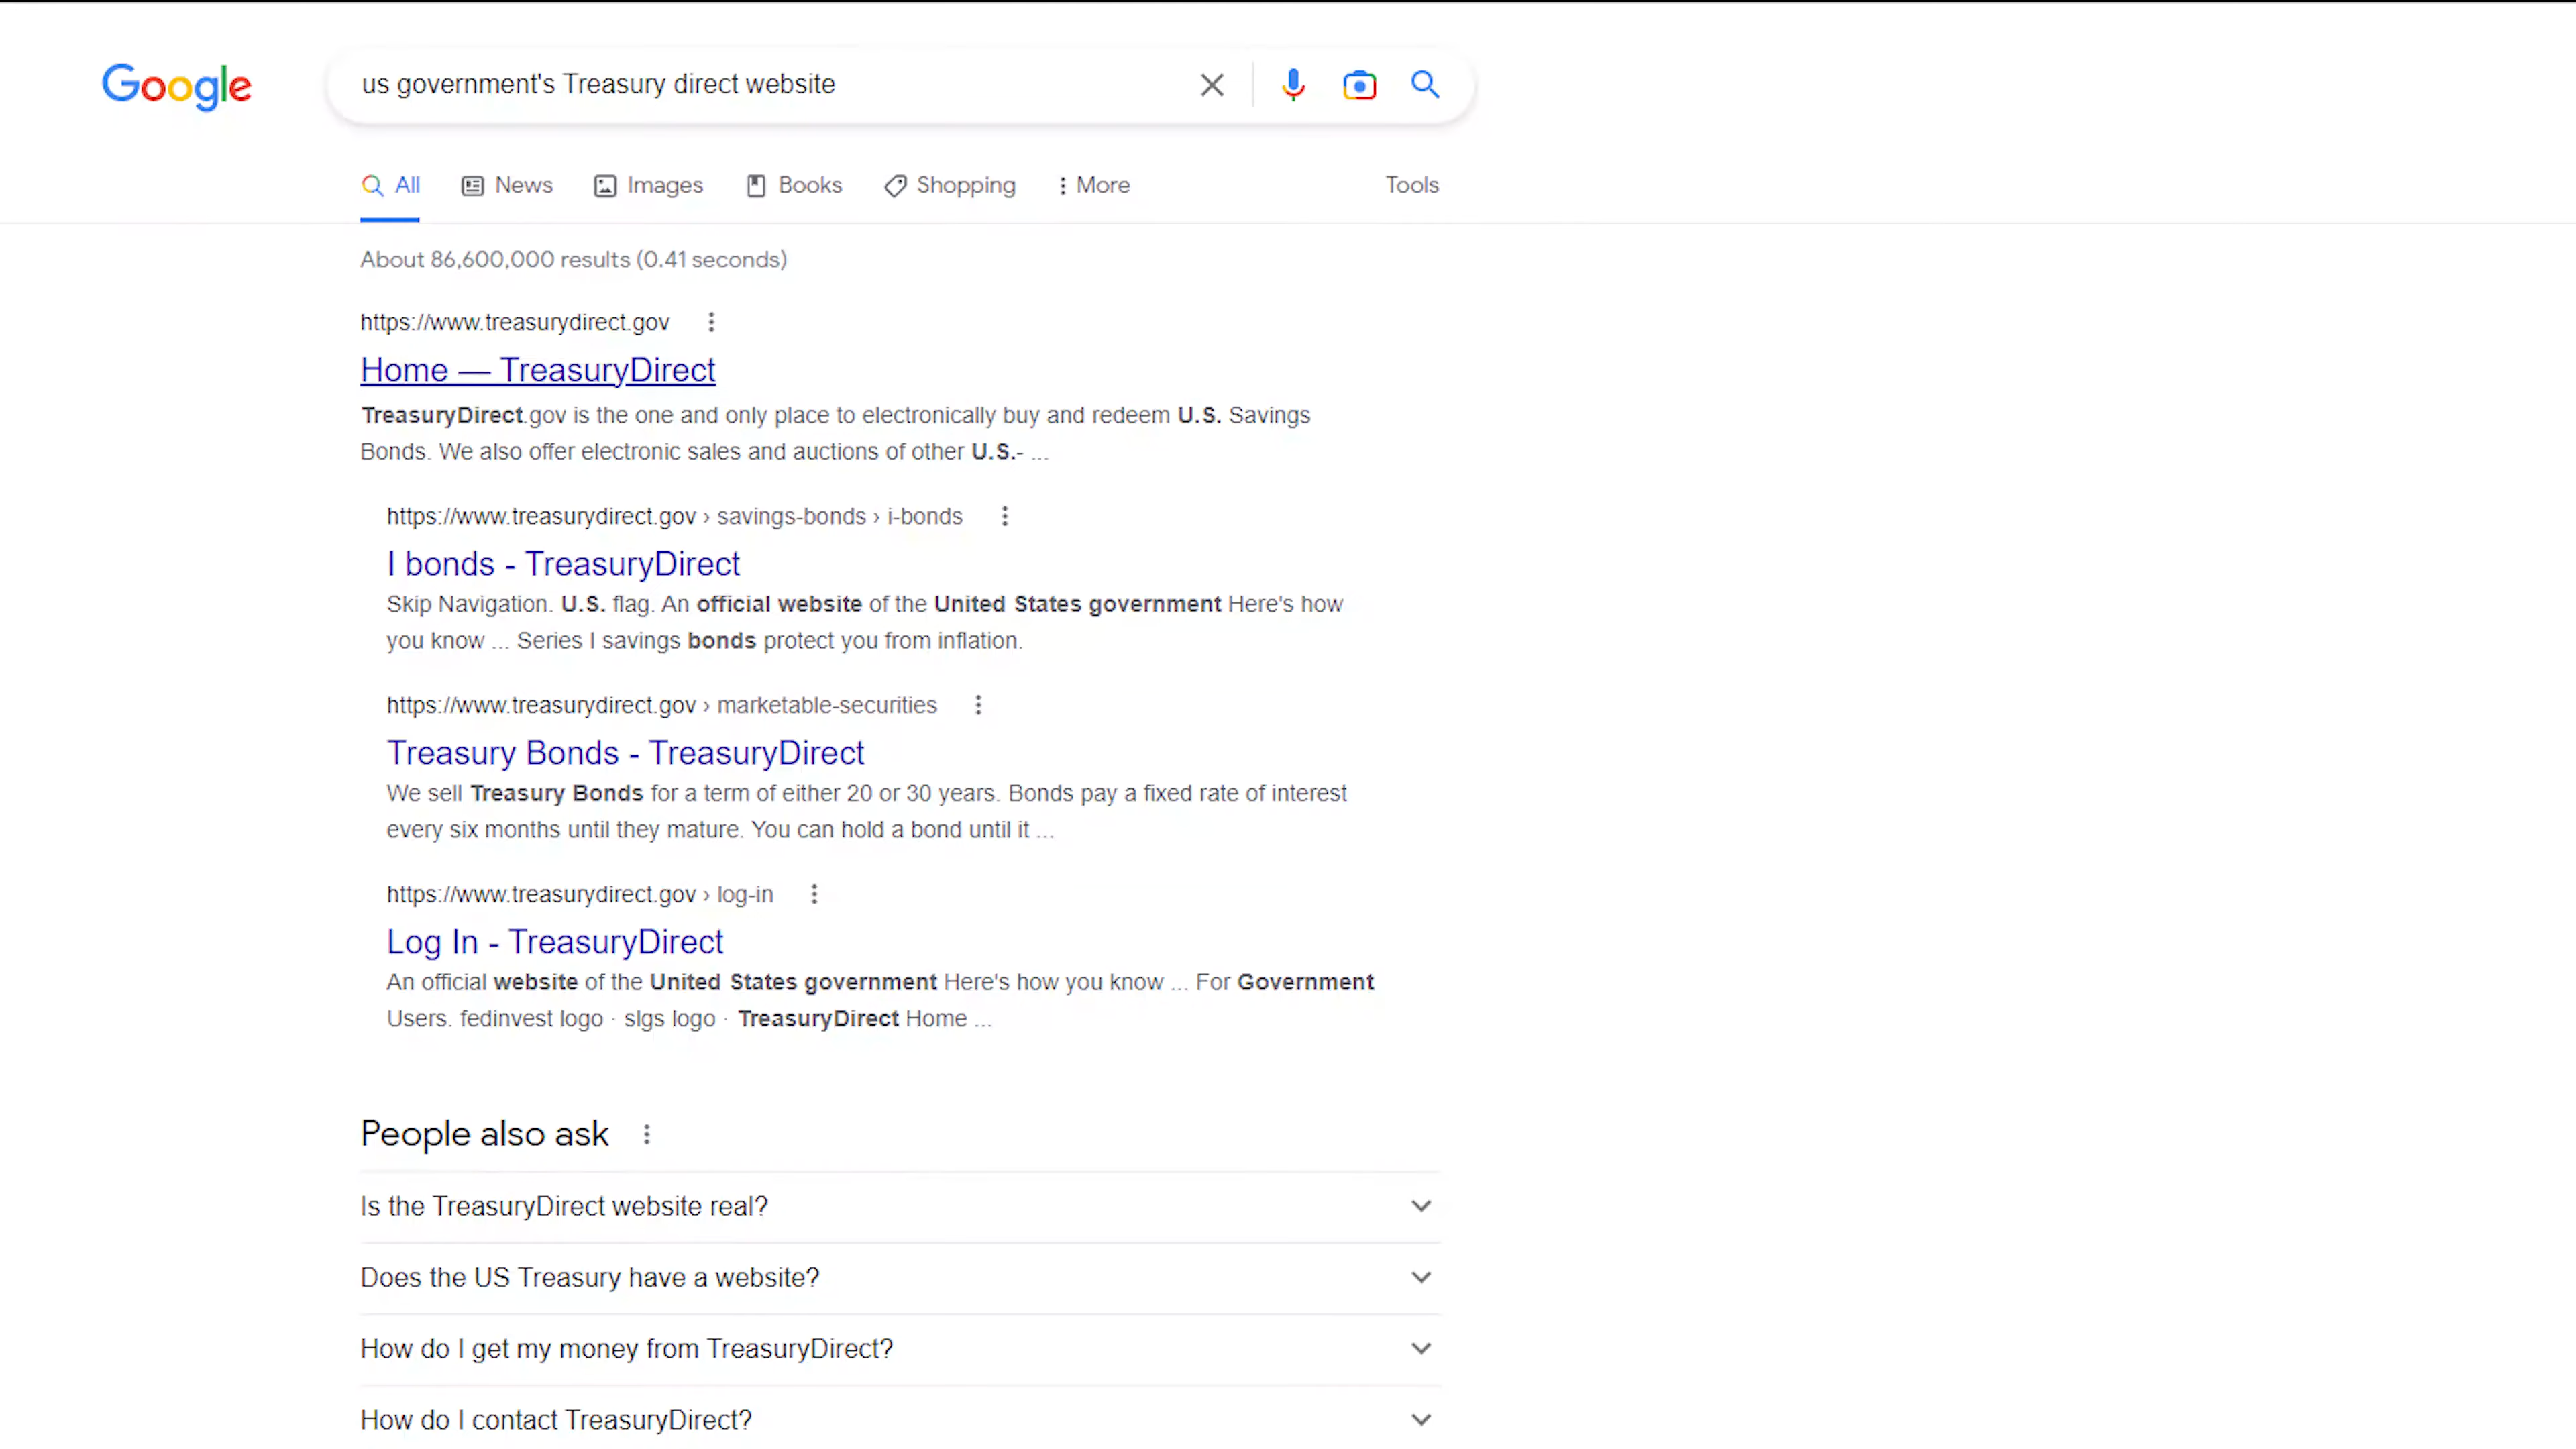 Google
us government's Treasury direct website
All News Images Books Shopping More Tools
About 86,600,000 results (0.41 seconds)
https://www.treasurydirect.gov
Home — TreasuryDirect
TreasuryDirect.gov is the one and only place to electronically buy and redeem U.S. Savings
Bonds. We also offer electronic sales and auctions of other U.S.- ...
https://www.treasurydirect.gov › savings-bonds › i-bonds
I bonds - TreasuryDirect
Skip Navigation. U.S. flag. An official website of the United States government Here's how
you know ... Series I savings bonds protect you from inflation.
https://www.treasurydirect.gov › marketable-securities
Treasury Bonds - TreasuryDirect
We sell Treasury Bonds for a term of either 20 or 30 years. Bonds pay a fixed rate of interest
every six months until they mature. You can hold a bond until it ...
https://www.treasurydirect.gov › log-in
Log In - TreasuryDirect
An official website of the United States government Here's how you know ... For Government
Users. fedinvest logo · slgs logo · TreasuryDirect Home ...
People also ask
Is the TreasuryDirect website real?
Does the US Treasury have a website?
How do I get my money from TreasuryDirect?
How do I contact TreasuryDirect?